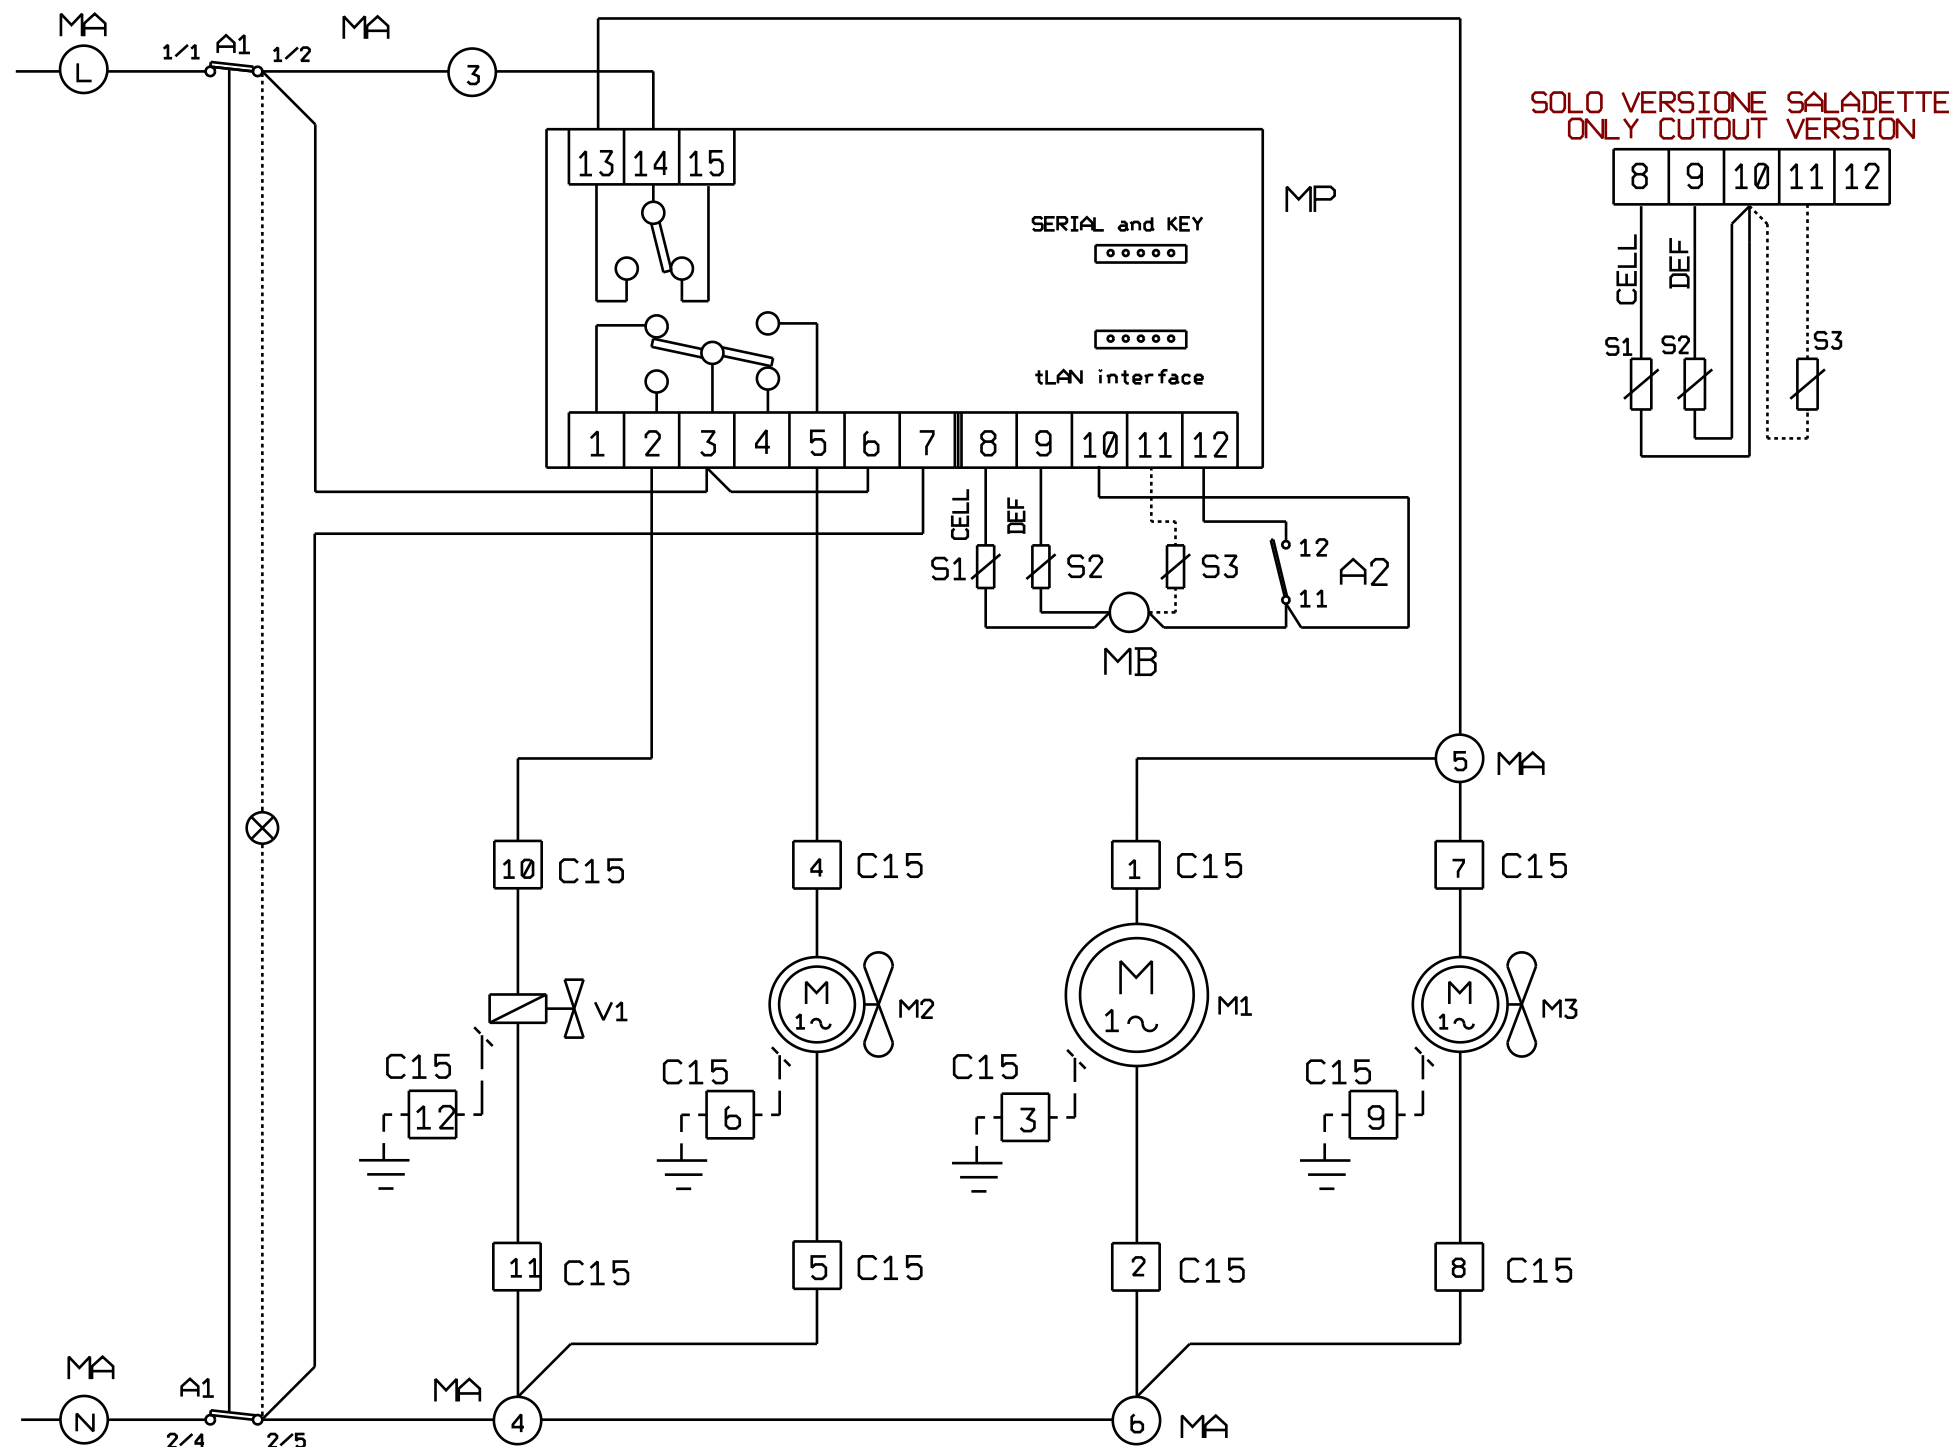 MA
L
1/1
A1
1/2
MA
3
SOLO VERSIONE SALADETTE
ONLY CUTOUT VERSION
8 9 10 11 12
CELL
DEF
S1
S2
S3
13 14 15
MP
SERIAL and KEY
tLAN interface
1 2 3 4 5 6 7 8 9 10 11 12
CELL
DEF
S1
S2
S3
12
11
A2
MB
5
MA
10
C15
4
C15
1
C15
7
C15
V1
M
1~
M2
M
1~
M1
M
1~
M3
C15
12
C15
6
C15
3
C15
9
11
C15
5
C15
2
C15
8
C15
MA
N
A1
2/4
2/5
MA
4
6
MA